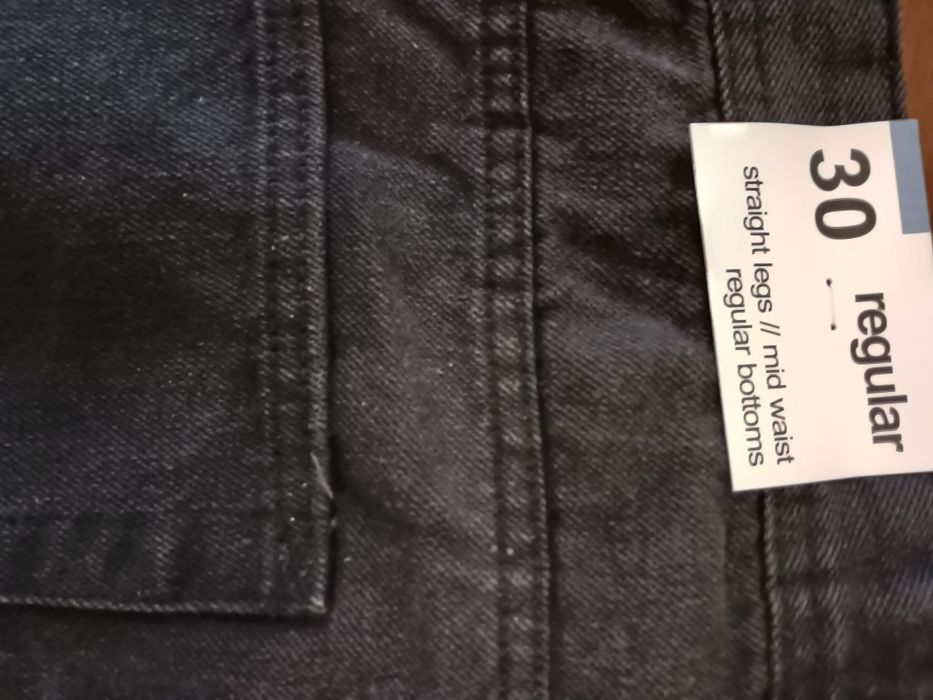 30 regular
straight legs // mid waist
regular bottoms